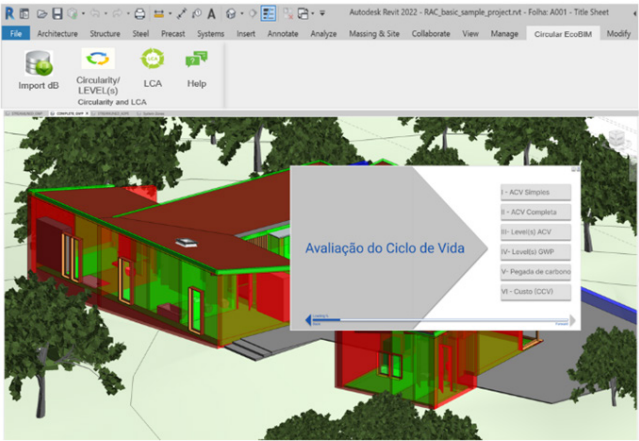 Autodesk Revit 2022 - RAC_basic_sample_project.rvt - Folha: A001 - Title Sheet
File Architecture Structure Steel Precast Systems Insert Annotate Analyze Massing & Site Collaborate View Manage Circular EcoBIM Modify
Import dB
Circularity/
LEVEL(s)
LCA
Help
Circularity and LCA
Avaliação do Ciclo de Vida
I - ACV Simples
II - ACV Completa
III- Level(s) ACV
IV- Level(s) GWP
V- Pegada de carbono
VI - Custo (CCV)